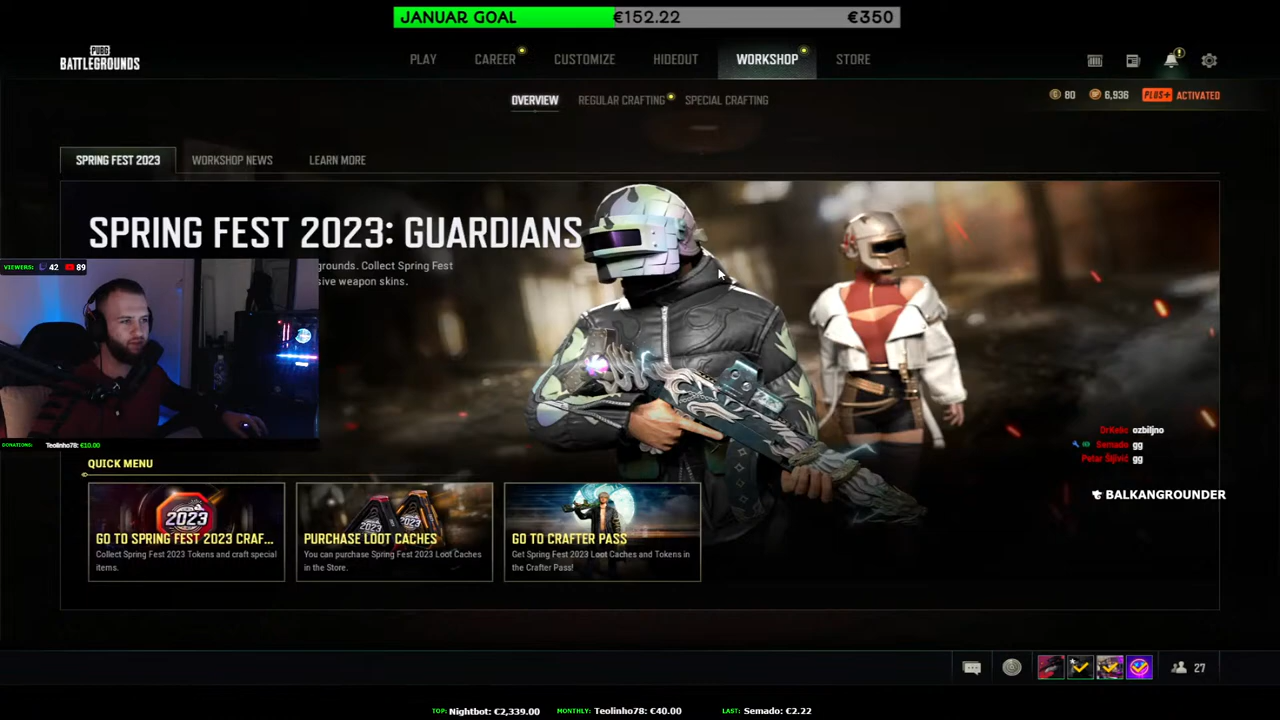 JANUAR GOAL €152.22 €350
PUBG
BATTLEGROUNDS
PLAY CAREER CUSTOMIZE HIDEOUT WORKSHOP STORE
OVERVIEW REGULAR CRAFTING SPECIAL CRAFTING
80 6,936 PLUS+ ACTIVATED
SPRING FEST 2023 WORKSHOP NEWS LEARN MORE
SPRING FEST 2023: GUARDIANS
grounds. Collect Spring Fest
sive weapon skins.
VIEWERS: 42 89
DONATIONS: Teolinho78: €10.00
DrKelic ozbiljno
Semado gg
Petar Šljivić gg
QUICK MENU
BALKANGROUNDER
2023
GO TO SPRING FEST 2023 CRAF...
Collect Spring Fest 2023 Tokens and craft special
items.
2023 2023
PURCHASE LOOT CACHES
You can purchase Spring Fest 2023 Loot Caches
in the Store.
GO TO CRAFTER PASS
Get Spring Fest 2023 Loot Caches and Tokens in
the Crafter Pass!
27
TOP: Nightbot: €2,339.00 MONTHLY: Teolinho78: €40.00 LAST: Semado: €2.22